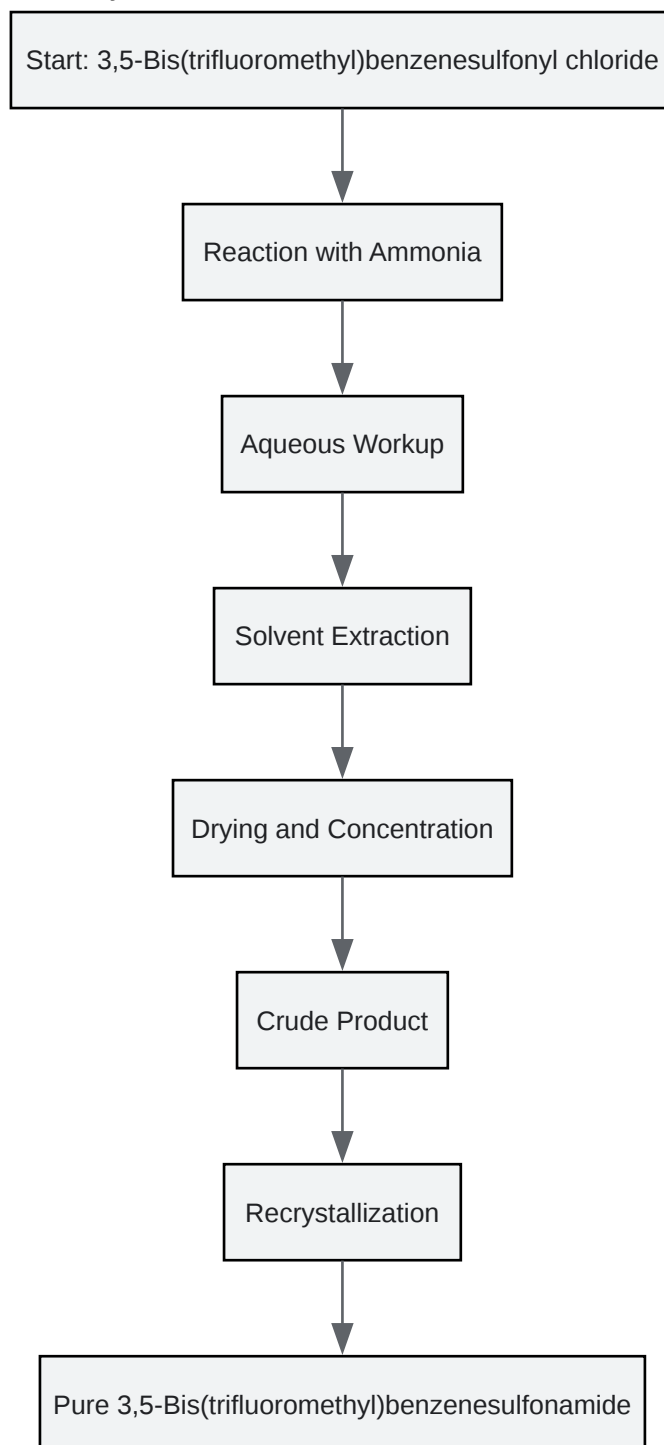 Start: 3,5-Bis(trifluoromethyl)benzenesulfonyl chloride
Reaction with Ammonia
Aqueous Workup
Solvent Extraction
Drying and Concentration
Crude Product
Recrystallization
Pure 3,5-Bis(trifluoromethyl)benzenesulfonamide